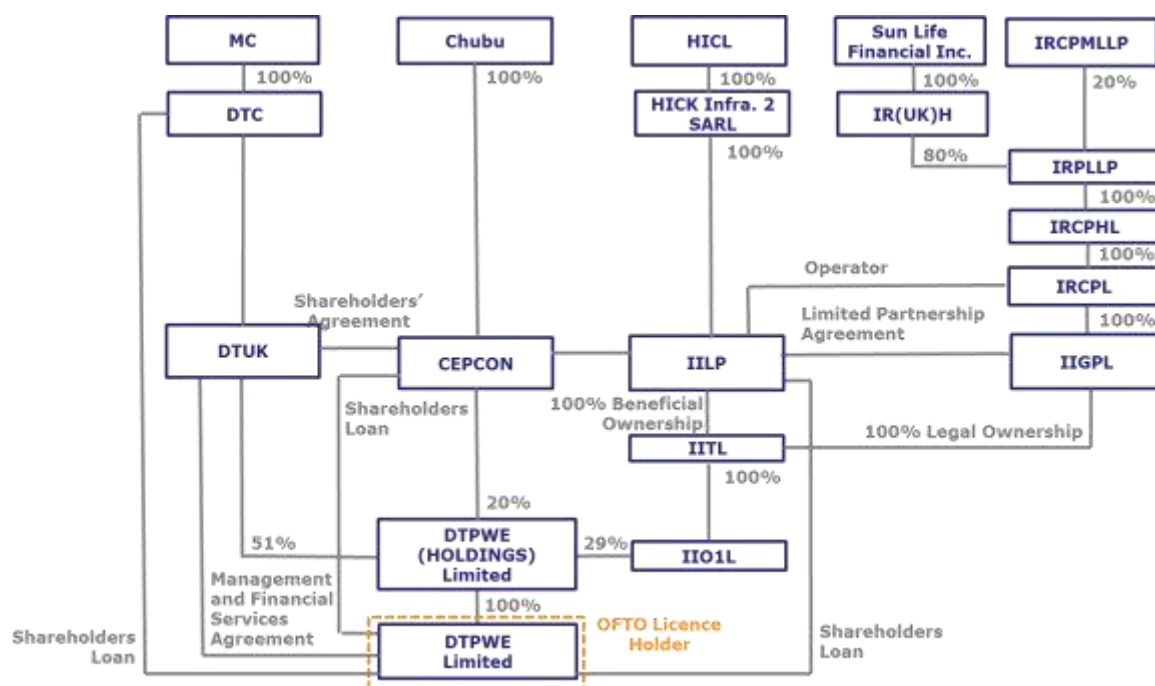 MC
Chubu
HICL
Sun Life
Financial Inc.
IRCPMLLP
100%
100%
100%
100%
20%
DTC
HICK Infra. 2
SARL
IR(UK)H
100%
80%
IRPLLP
100%
IRCPHL
100%
Operator
IRCPL
Shareholders'
Agreement
Limited Partnership
Agreement
100%
DTUK
CEPCON
IILP
IIGPL
Shareholders
Loan
100% Beneficial
Ownership
100% Legal Ownership
IITL
100%
20%
51%
DTPWE
(HOLDINGS)
Limited
29%
IIO1L
Management
and Financial
Services
Agreement
100%
OFTO Licence
Holder
Shareholders
Loan
DTPWE
Limited
Shareholders
Loan